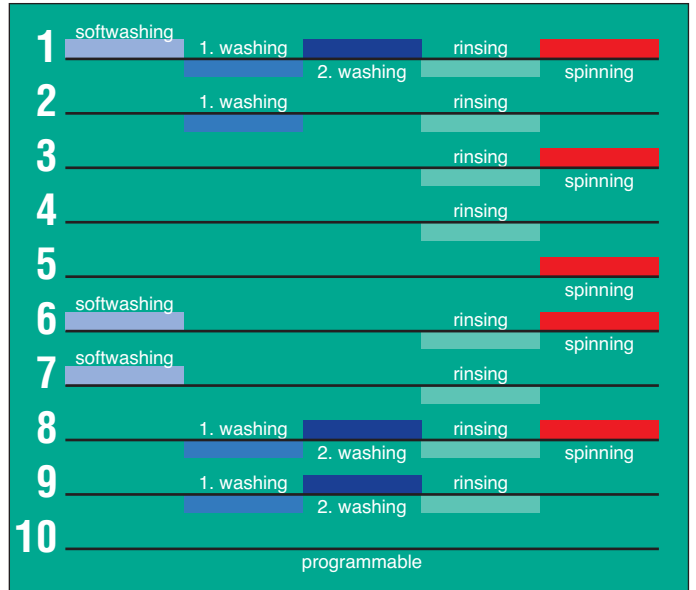 softwashing
1 1. washing rinsing
2. washing spinning
2 1. washing rinsing
3 rinsing
spinning
4 rinsing
5
spinning
softwashing
6 rinsing
spinning
softwashing
7 rinsing
8 1. washing rinsing
2. washing spinning
9 1. washing rinsing
2. washing
10
programmable